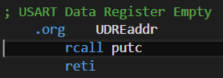 ; USART Data Register Empty
.org UDREaddr
rcall putc
reti